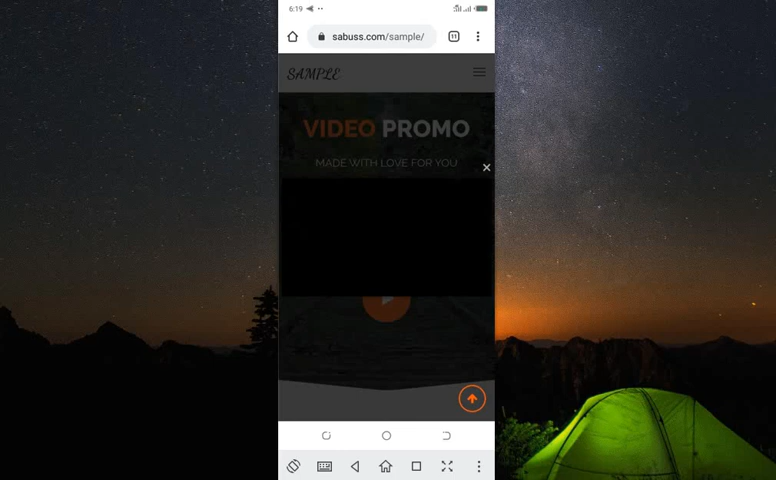 6:19
sabuss.com/sample/
11
SAMPLE
VIDEO PROMO
MADE WITH LOVE FOR YOU